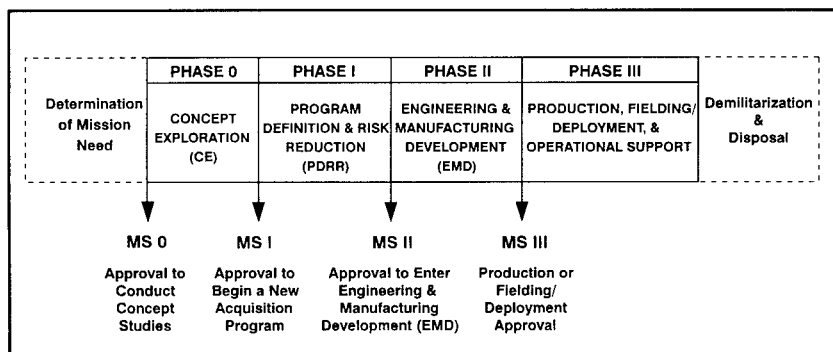 PHASE 0
PHASE I
PHASE II
PHASE III
Determination
of Mission
Need
CONCEPT
EXPLORATION
(CE)
PROGRAM
DEFINITION & RISK
REDUCTION
(PDRR)
ENGINEERING &
MANUFACTURING
DEVELOPMENT
(EMD)
PRODUCTION, FIELDING/
DEPLOYMENT, &
OPERATIONAL SUPPORT
Demilitarization
&
Disposal
MS 0
Approval to
Conduct
Concept
Studies
MS I
Approval to
Begin a New
Acquisition
Program
MS II
Approval to Enter
Engineering &
Manufacturing
Development (EMD)
MS III
Production or
Fielding/
Deployment
Approval